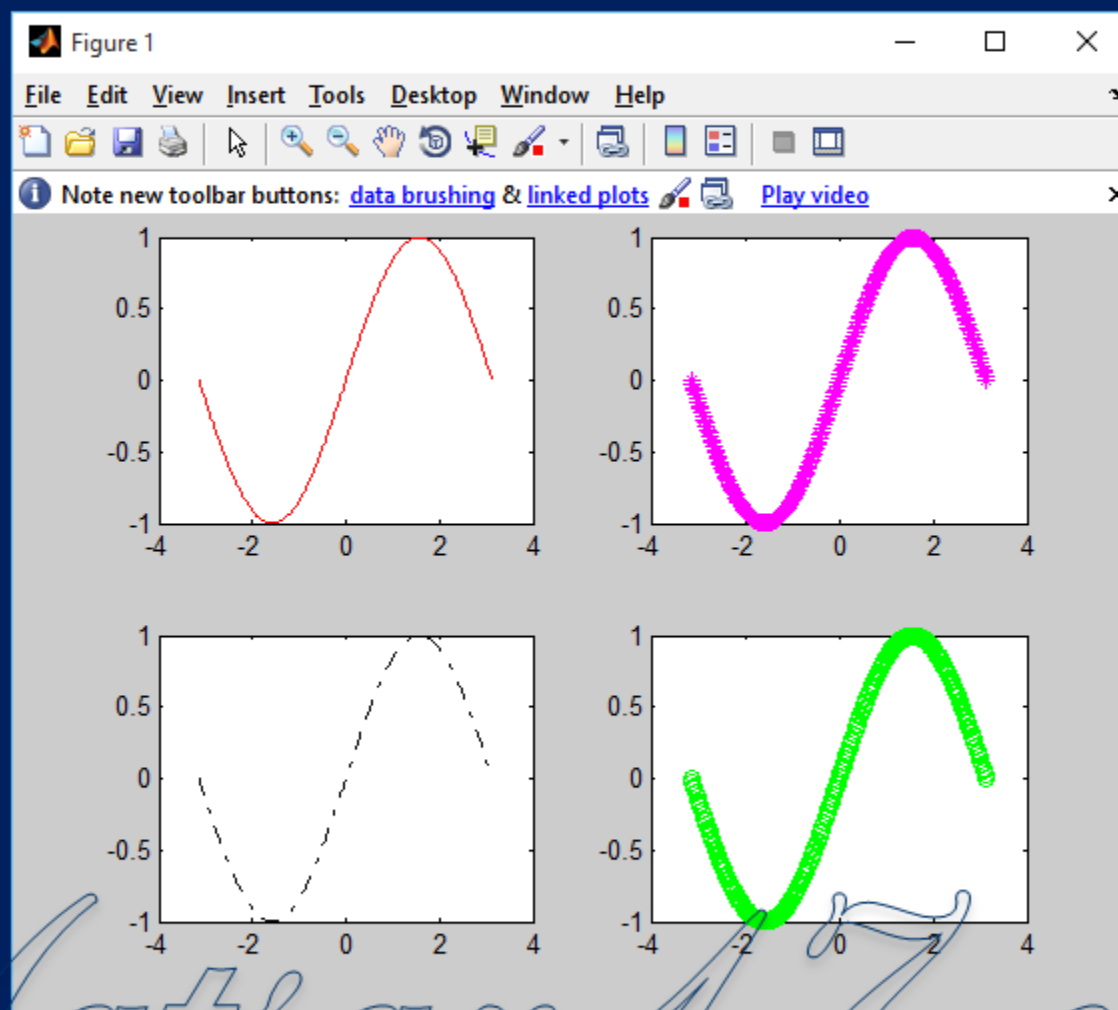 Figure 1
File Edit View Insert Tools Desktop Window Help
Note new toolbar buttons: data brushing & linked plots Play video
1
0.5
0
-0.5
-1
-4 -2 0 2 4
1
0.5
0
-0.5
-1
-4 -2 0 2 4
1
0.5
0
-0.5
-1
-4 -2 0 2 4
1
0.5
0
-0.5
-1
-4 -2 0 2 4